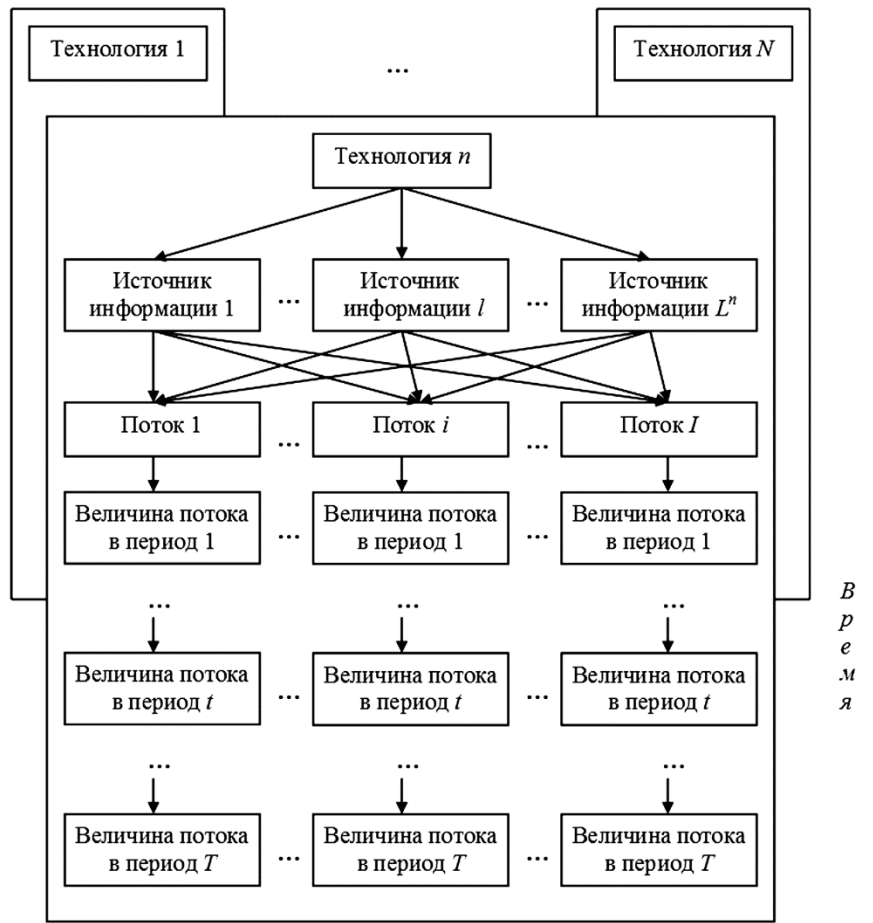 Технология 1
...
Технология N
Технология n
Источник
информации 1
...
Источник
информации l
...
Источник
информации Lⁿ
Поток 1
...
Поток i
...
Поток I
Величина потока
в период 1
...
Величина потока
в период 1
...
Величина потока
в период 1
...
...
...
В
р
е
м
я
Величина потока
в период t
...
Величина потока
в период t
...
Величина потока
в период t
...
...
...
Величина потока
в период T
...
Величина потока
в период T
...
Величина потока
в период T